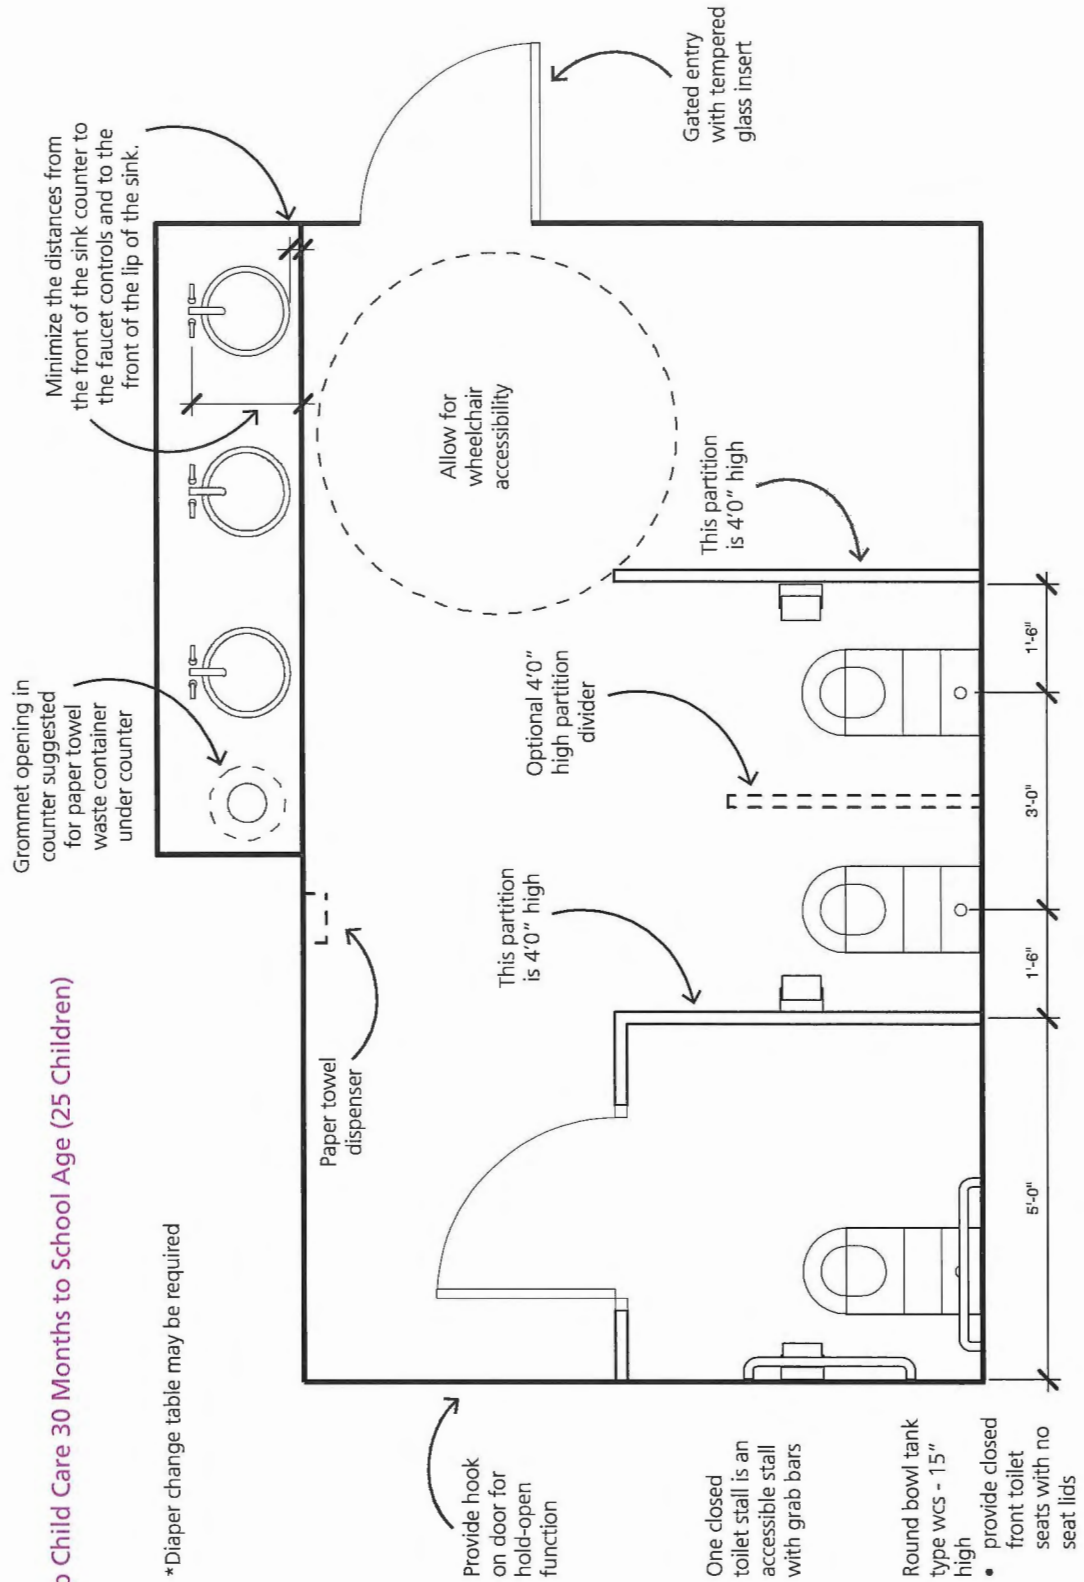 Child Care 30 Months to School Age (25 Children)
*Diaper change table may be required
Grommet opening in
counter suggested
for paper towel
waste container
under counter
Minimize the distances from
the front of the sink counter to
the faucet controls and to the
front of the lip of the sink.
Paper towel
dispenser
Allow for
wheelchair
accessibility
Gated entry
with tempered
glass insert
Provide hook
on door for
hold-open
function
This partition
is 4'0" high
Optional 4'0"
high partition
divider
This partition
is 4'0" high
One closed
toilet stall is an
accessible stall
with grab bars
Round bowl tank
type wcs - 15"
high
• provide closed
front toilet
seats with no
seat lids
5'-0"
1'-6"
3'-0"
1'-6"